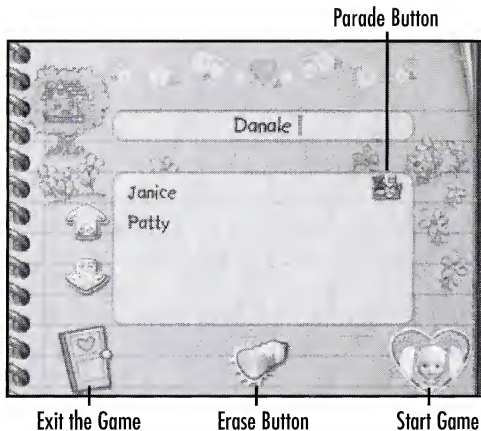 Parade Button
Danale
Janice
Patty
Exit the Game
Erase Button
Start Game